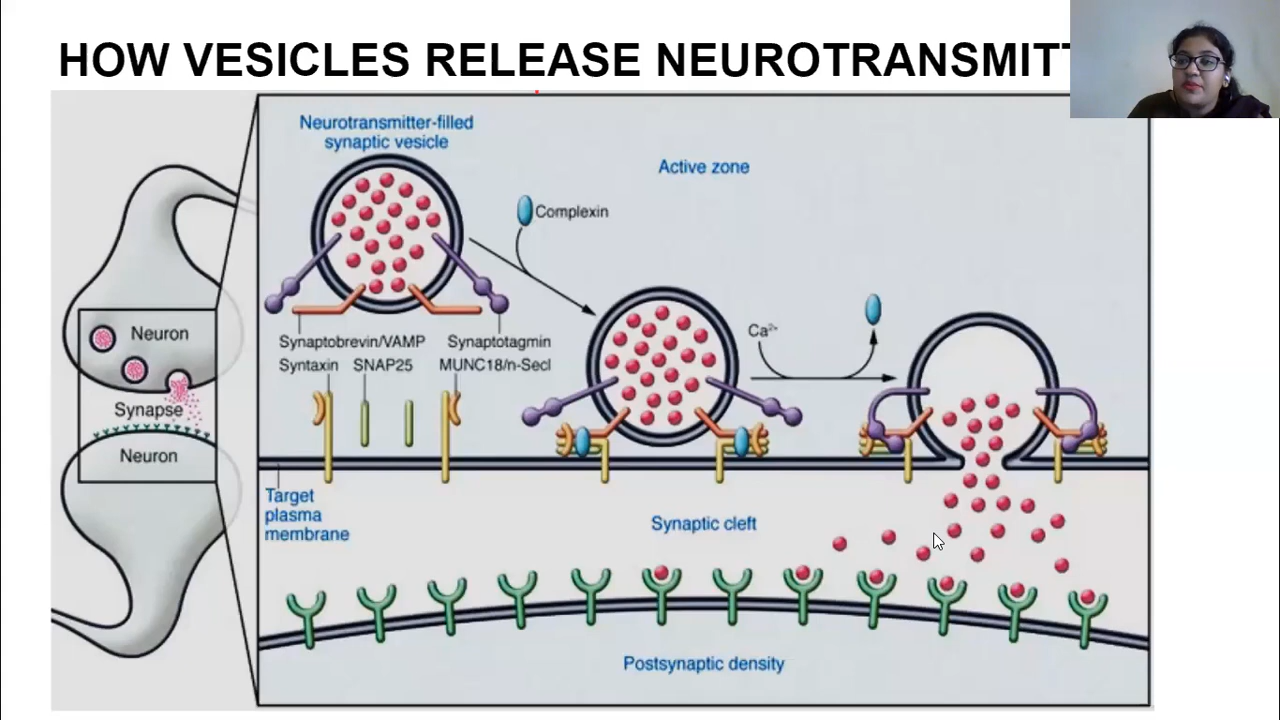 HOW VESICLES RELEASE NEUROTRANSMITT
Neurotransmitter-filled
synaptic vesicle
Active zone
Complexin
Ca²⁺
Synaptobrevin/VAMP
Synaptotagmin
Syntaxin
SNAP25
MUNC18/n-Secl
Neuron
Synapse
Neuron
Target
plasma
membrane
Synaptic cleft
Postsynaptic density